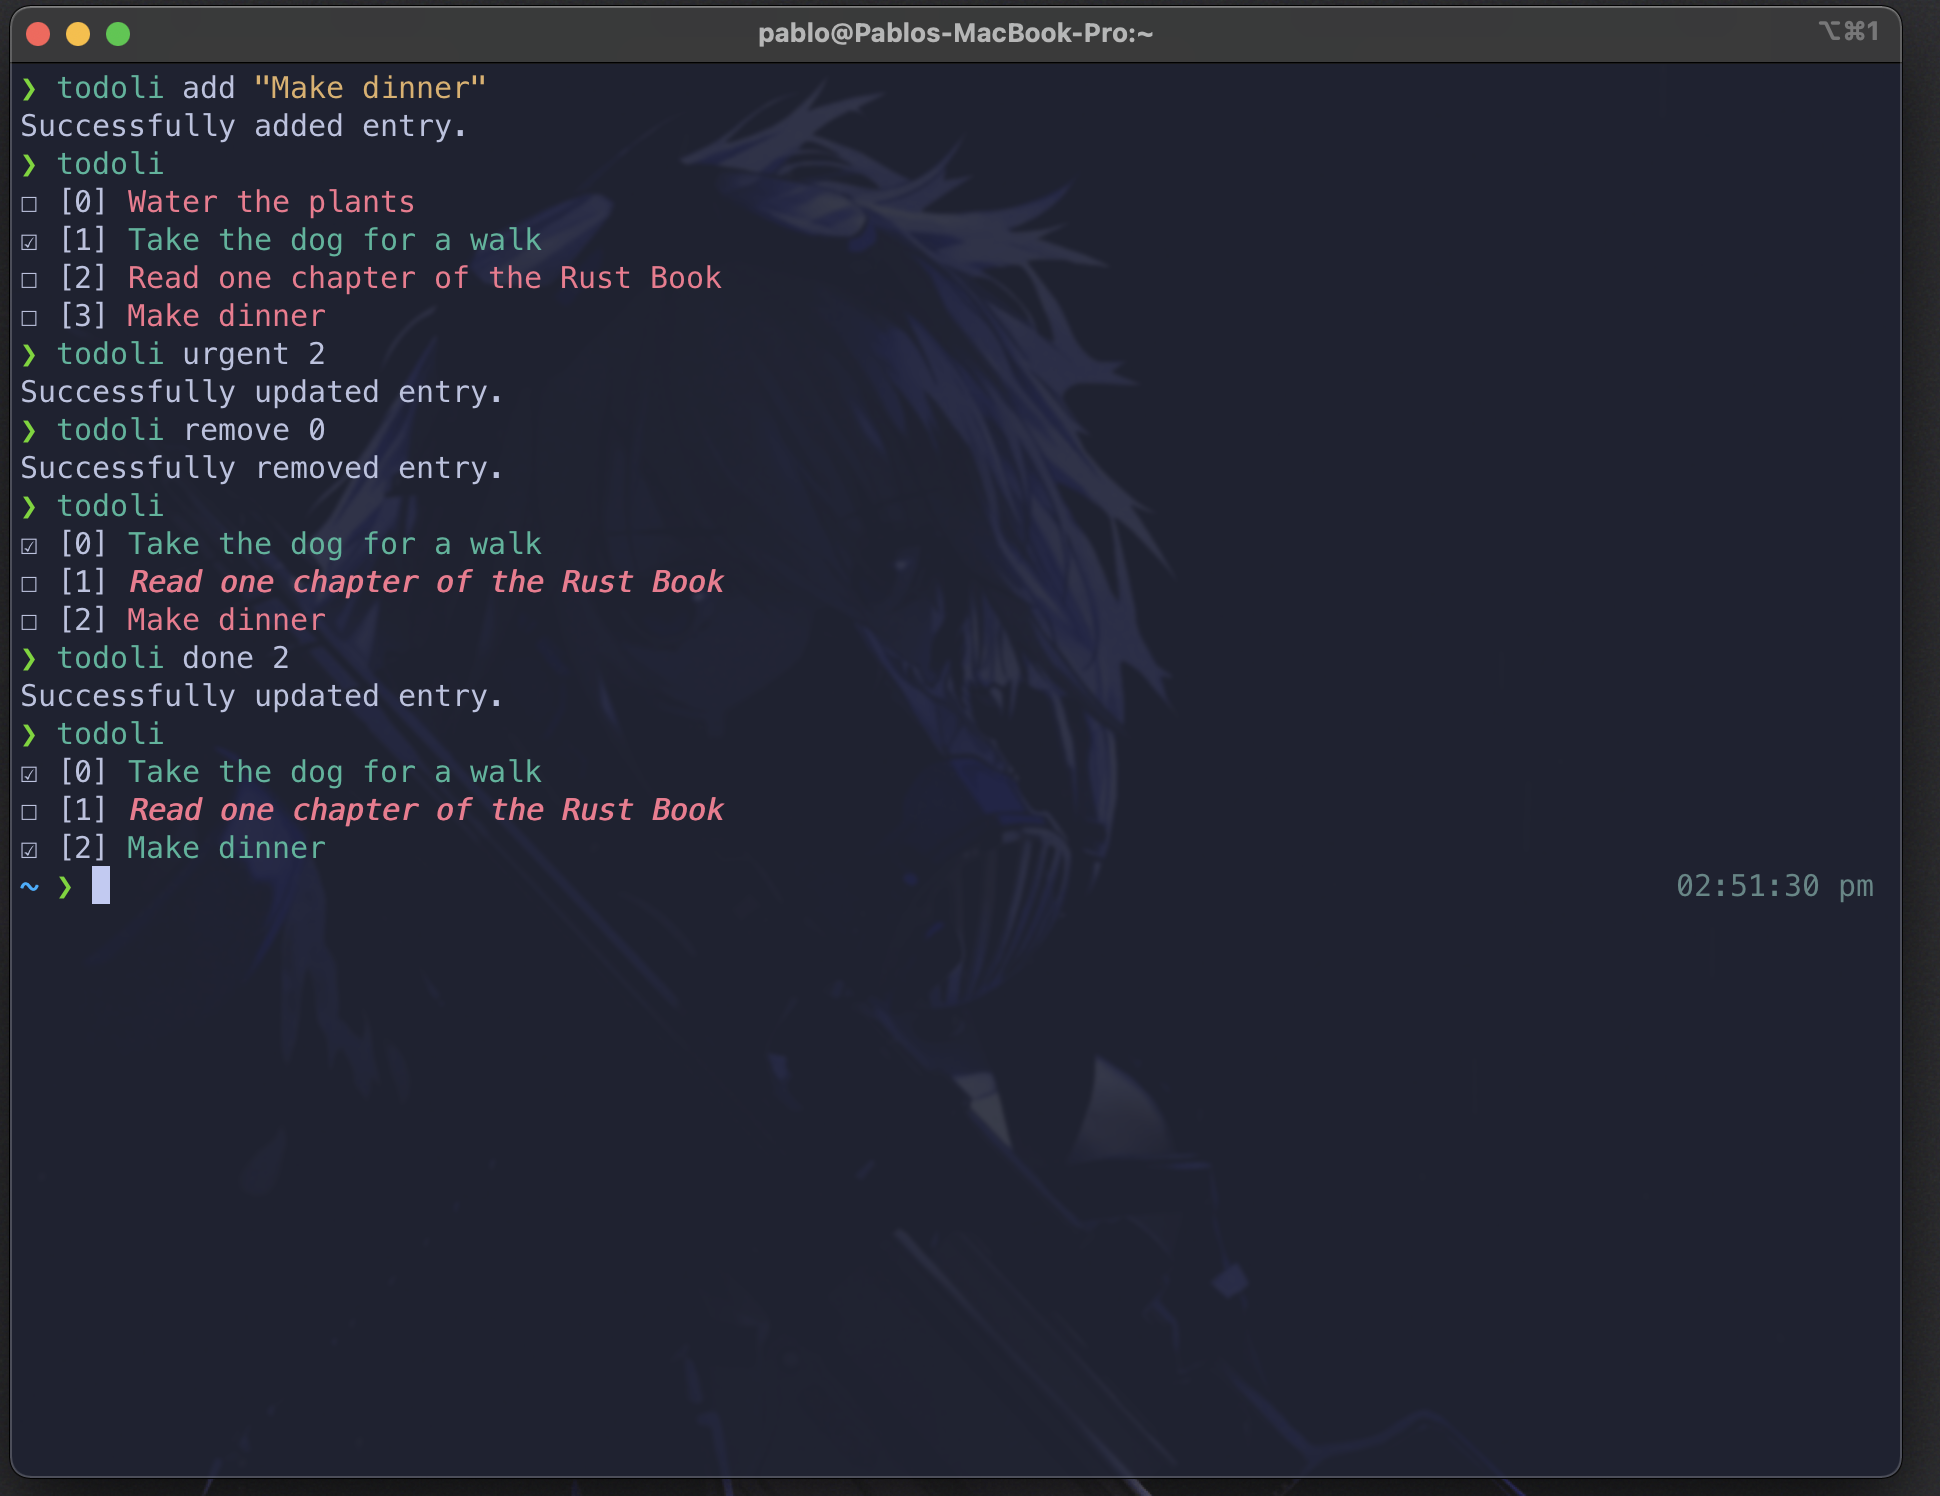 pablo@Pablos-MacBook-Pro:~
⌥⌘1
❯ todoli add "Make dinner"
Successfully added entry.
❯ todoli
☐ [0] Water the plants
☑ [1] Take the dog for a walk
☐ [2] Read one chapter of the Rust Book
☐ [3] Make dinner
❯ todoli urgent 2
Successfully updated entry.
❯ todoli remove 0
Successfully removed entry.
❯ todoli
☑ [0] Take the dog for a walk
☐ [1] Read one chapter of the Rust Book
☐ [2] Make dinner
❯ todoli done 2
Successfully updated entry.
❯ todoli
☑ [0] Take the dog for a walk
☐ [1] Read one chapter of the Rust Book
☑ [2] Make dinner
~ ❯ 02:51:30 pm